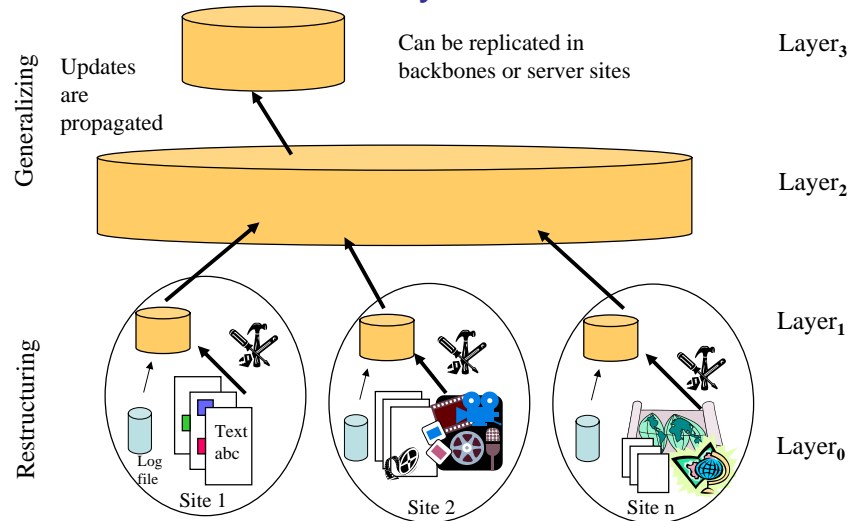 Generalizing
Updates
are
propagated
Can be replicated in
backbones or server sites
Layer3
Layer2
Restructuring
Layer1
Log
file
Text
abc
Layer0
Site 1
Site 2
Site n